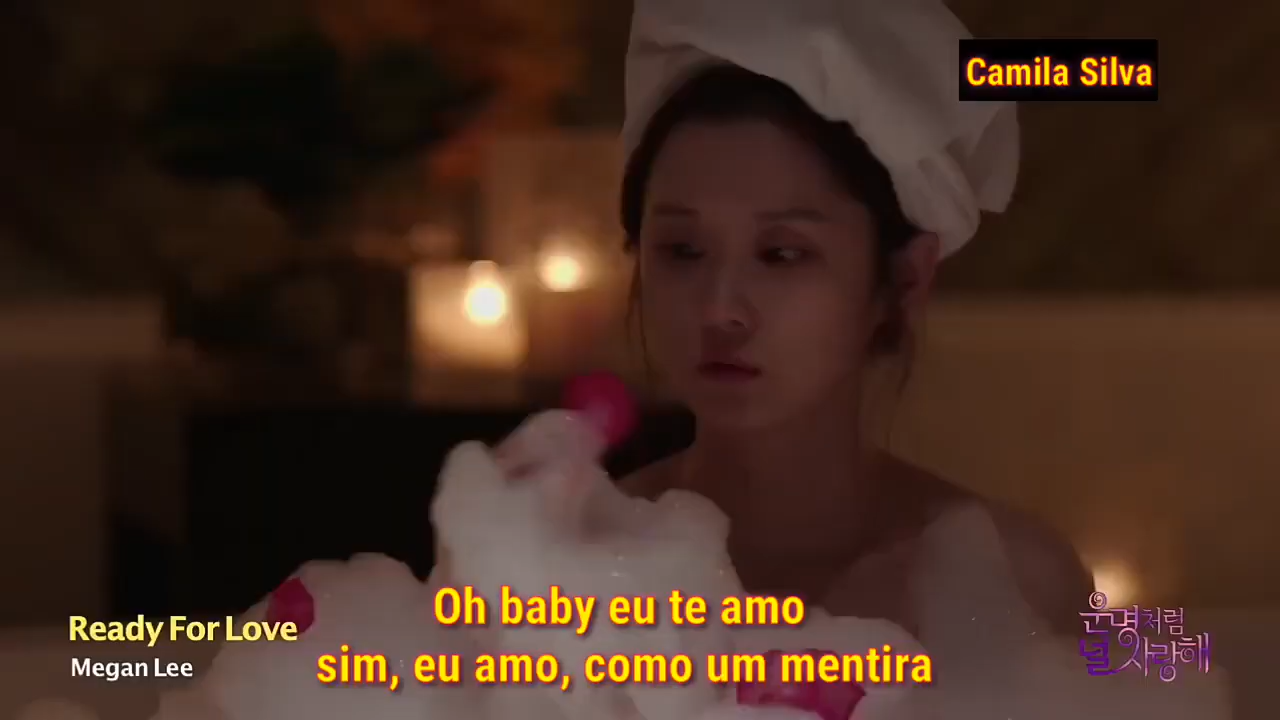 Camila Silva
Ready For Love
Megan Lee
Oh baby eu te amo
sim, eu amo, como um mentira
운명처럼
널 사랑해